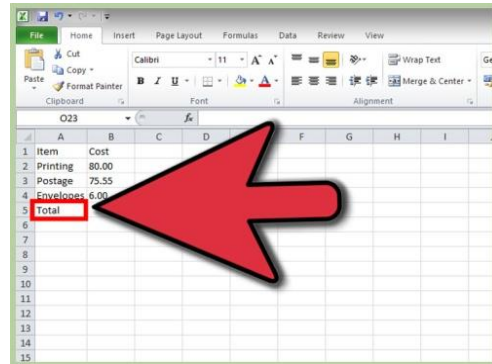 File Home Insert Page Layout Formulas Data Review View
Cut
Copy
Format Painter
Paste
Calibri 11 A A
B I U A
Wrap Text
Merge & Center
Clipboard Font Alignment
O23 fx
A B C D F G H I
1 Item Cost
2 Printing 80.00
3 Postage 75.55
4 Envelopes 6.00
5 Total
6
7
8
9
10
11
12
13
14
15